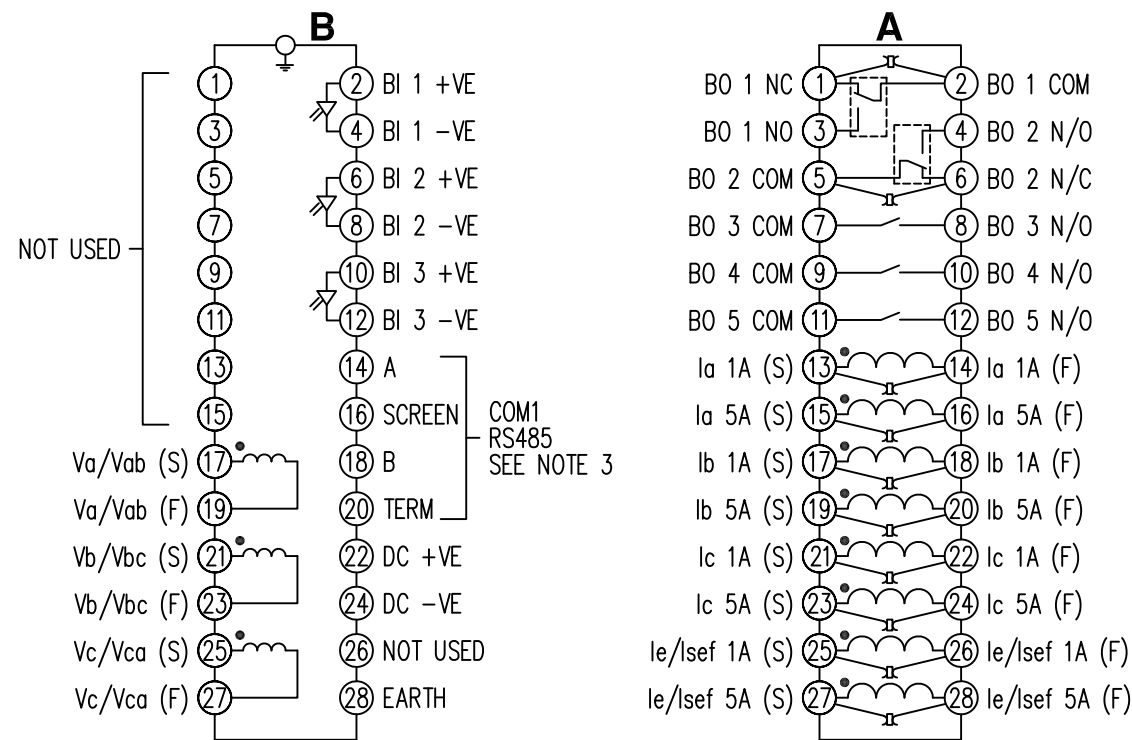 B
1 2 BI 1 +VE
3 4 BI 1 –VE
5 6 BI 2 +VE
7 8 BI 2 –VE
NOT USED
9 10 BI 3 +VE
11 12 BI 3 –VE
13 14 A
15 16 SCREEN
COM1
RS485
SEE NOTE 3
Va/Vab (S) 17 18 B
Va/Vab (F) 19 20 TERM
Vb/Vbc (S) 21 22 DC +VE
Vb/Vbc (F) 23 24 DC –VE
Vc/Vca (S) 25 26 NOT USED
Vc/Vca (F) 27 28 EARTH
A
BO 1 NC 1 2 BO 1 COM
BO 1 NO 3 4 BO 2 N/O
BO 2 COM 5 6 BO 2 N/C
BO 3 COM 7 8 BO 3 N/O
BO 4 COM 9 10 BO 4 N/O
BO 5 COM 11 12 BO 5 N/O
Ia 1A (S) 13 14 Ia 1A (F)
Ia 5A (S) 15 16 Ia 5A (F)
Ib 1A (S) 17 18 Ib 1A (F)
Ib 5A (S) 19 20 Ib 5A (F)
Ic 1A (S) 21 22 Ic 1A (F)
Ic 5A (S) 23 24 Ic 5A (F)
Ie/Isef 1A (S) 25 26 Ie/Isef 1A (F)
Ie/Isef 5A (S) 27 28 Ie/Isef 5A (F)